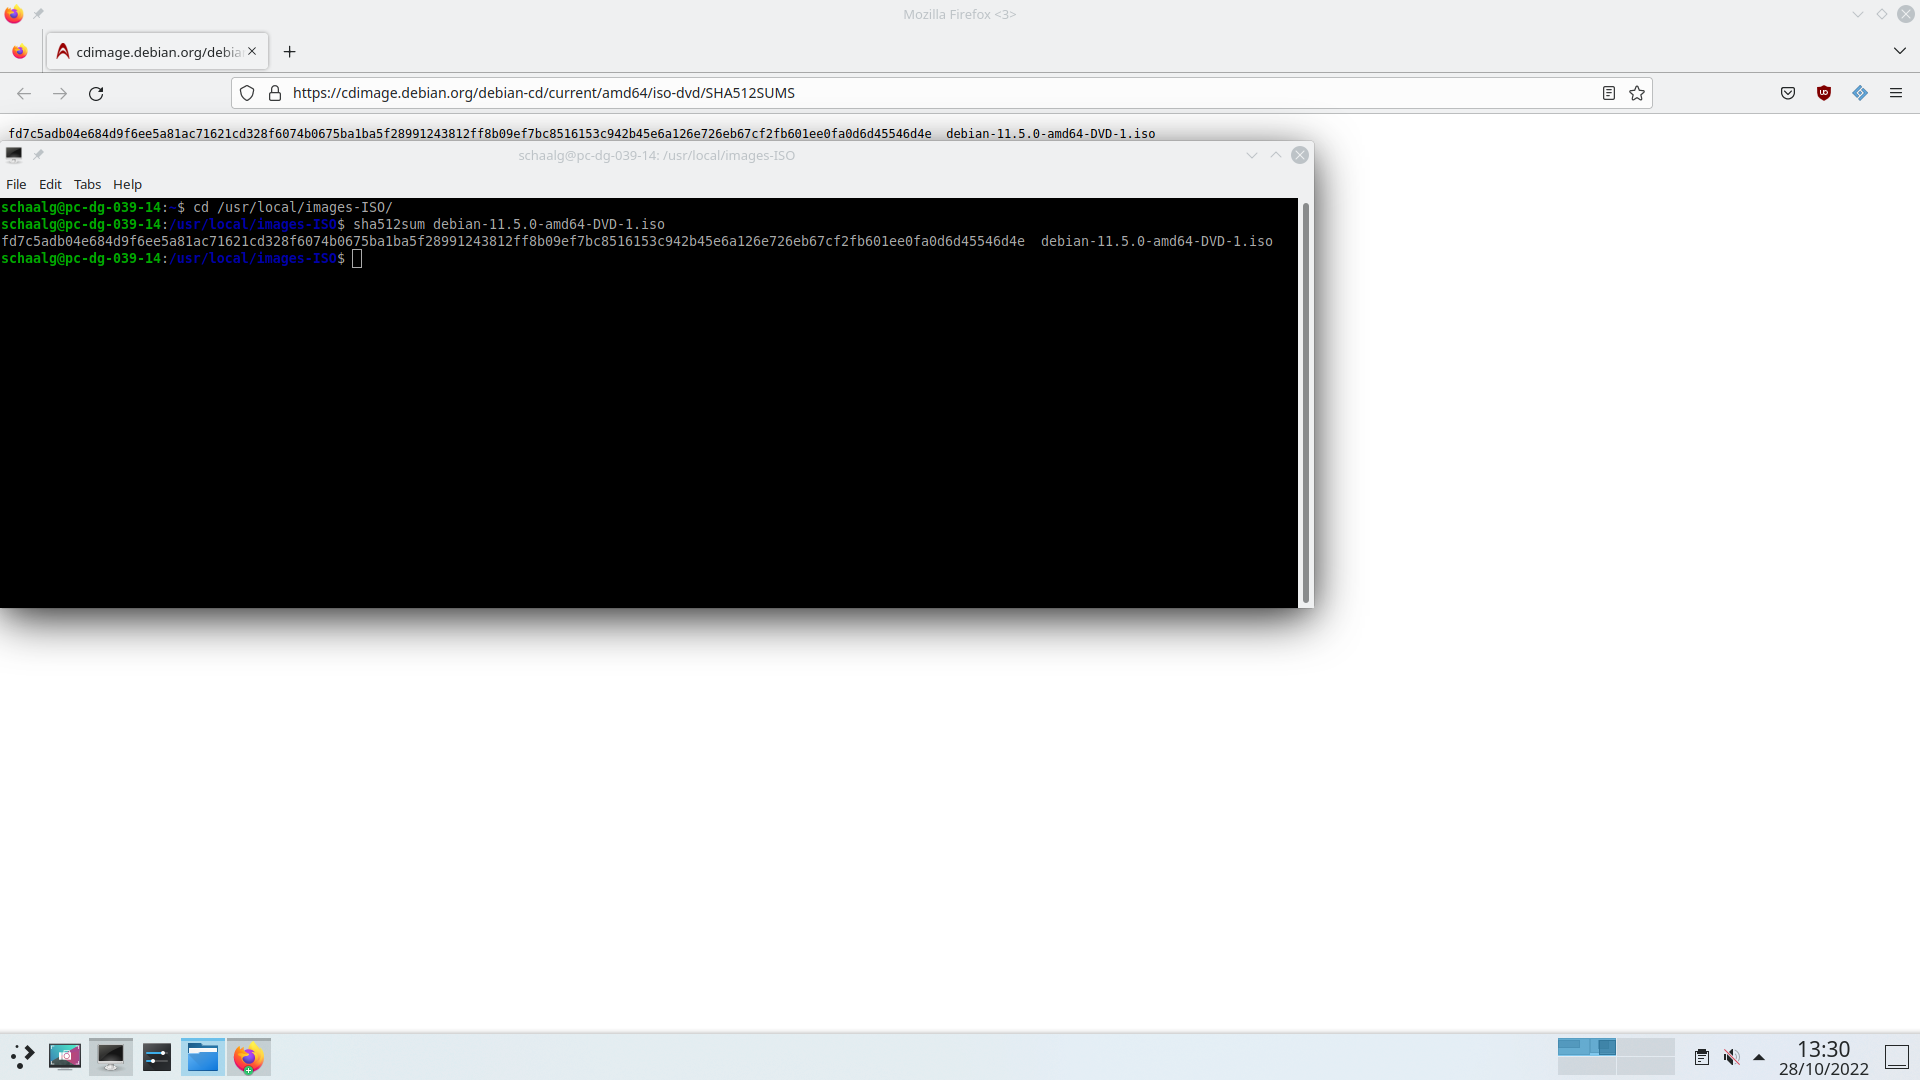 Mozilla Firefox <3>
cdimage.debian.org/debia
https://cdimage.debian.org/debian-cd/current/amd64/iso-dvd/SHA512SUMS
fd7c5adb04e684d9f6ee5a81ac71621cd328f6074b0675ba1ba5f28991243812ff8b09ef7bc8516153c942b45e6a126e726eb67cf2fb601ee0fa0d6d45546d4e  debian-11.5.0-amd64-DVD-1.iso
schaalg@pc-dg-039-14: /usr/local/images-ISO
File Edit Tabs Help
schaalg@pc-dg-039-14:~$ cd /usr/local/images-ISO/
schaalg@pc-dg-039-14:/usr/local/images-ISO$ sha512sum debian-11.5.0-amd64-DVD-1.iso
fd7c5adb04e684d9f6ee5a81ac71621cd328f6074b0675ba1ba5f28991243812ff8b09ef7bc8516153c942b45e6a126e726eb67cf2fb601ee0fa0d6d45546d4e  debian-11.5.0-amd64-DVD-1.iso
schaalg@pc-dg-039-14:/usr/local/images-ISO$
13:30
28/10/2022